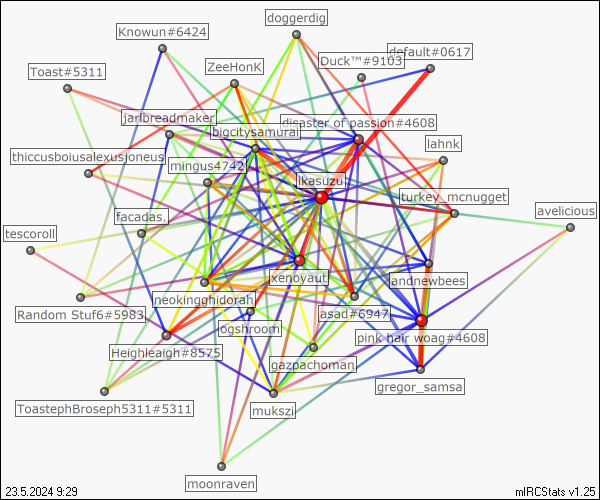 doggerdig
Knowun#6424
default#0617
Duck™#9103
ZeeHonK
Toast#5311
jarlbreadmaker
disaster of passion#4608
bigcitysamurai
lahnk
thiccusboiusalexusjoneus
mingus4742
ikasuzu
turkey_mcnugget
avelicious
facadas.
tescoroll
xenoyaut
landnewbees
neokingghidorah
Random Stuf6#5983
asad#6947
ogshroom
pink hair woag#4608
Heighleaigh#8575
gazpachoman
gregor_samsa
ToastephBroseph5311#5311
mukszi
moonraven
23.5.2024 9:29
mIRCStats v1.25